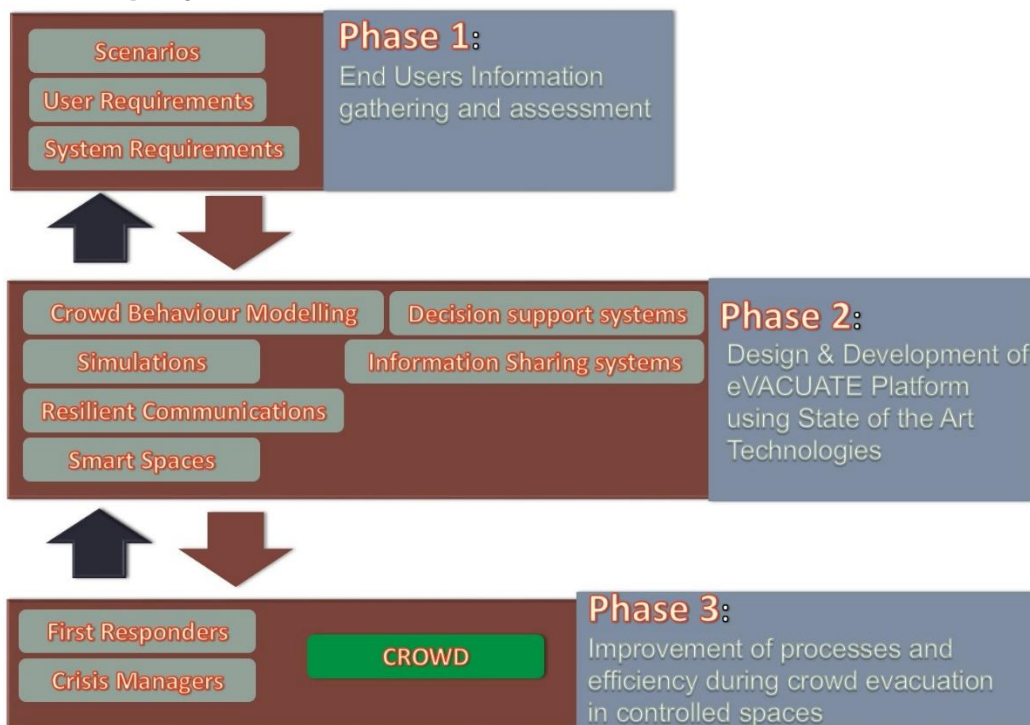 Scenarios
User Requirements
System Requirements
Phase 1:
End Users Information
gathering and assessment
Crowd Behaviour Modelling
Decision support systems
Simulations
Information Sharing systems
Resilient Communications
Smart Spaces
Phase 2:
Design & Development of
eVACUATE Platform
using State of the Art
Technologies
First Responders
Crisis Managers
CROWD
Phase 3:
Improvement of processes and
efficiency during crowd evacuation
in controlled spaces